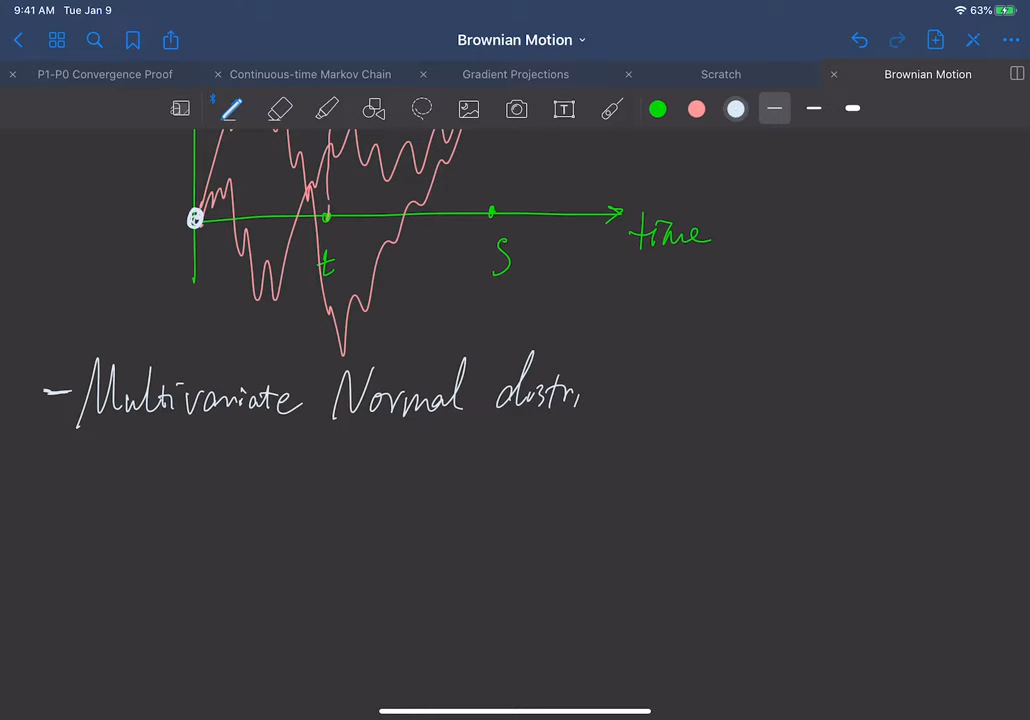 9:41 AM Tue Jan 9
63%
Brownian Motion
P1-P0 Convergence Proof
Continuous-time Markov Chain
Gradient Projections
Scratch
Brownian Motion
T
time
t
S
- Multivariate Normal distri